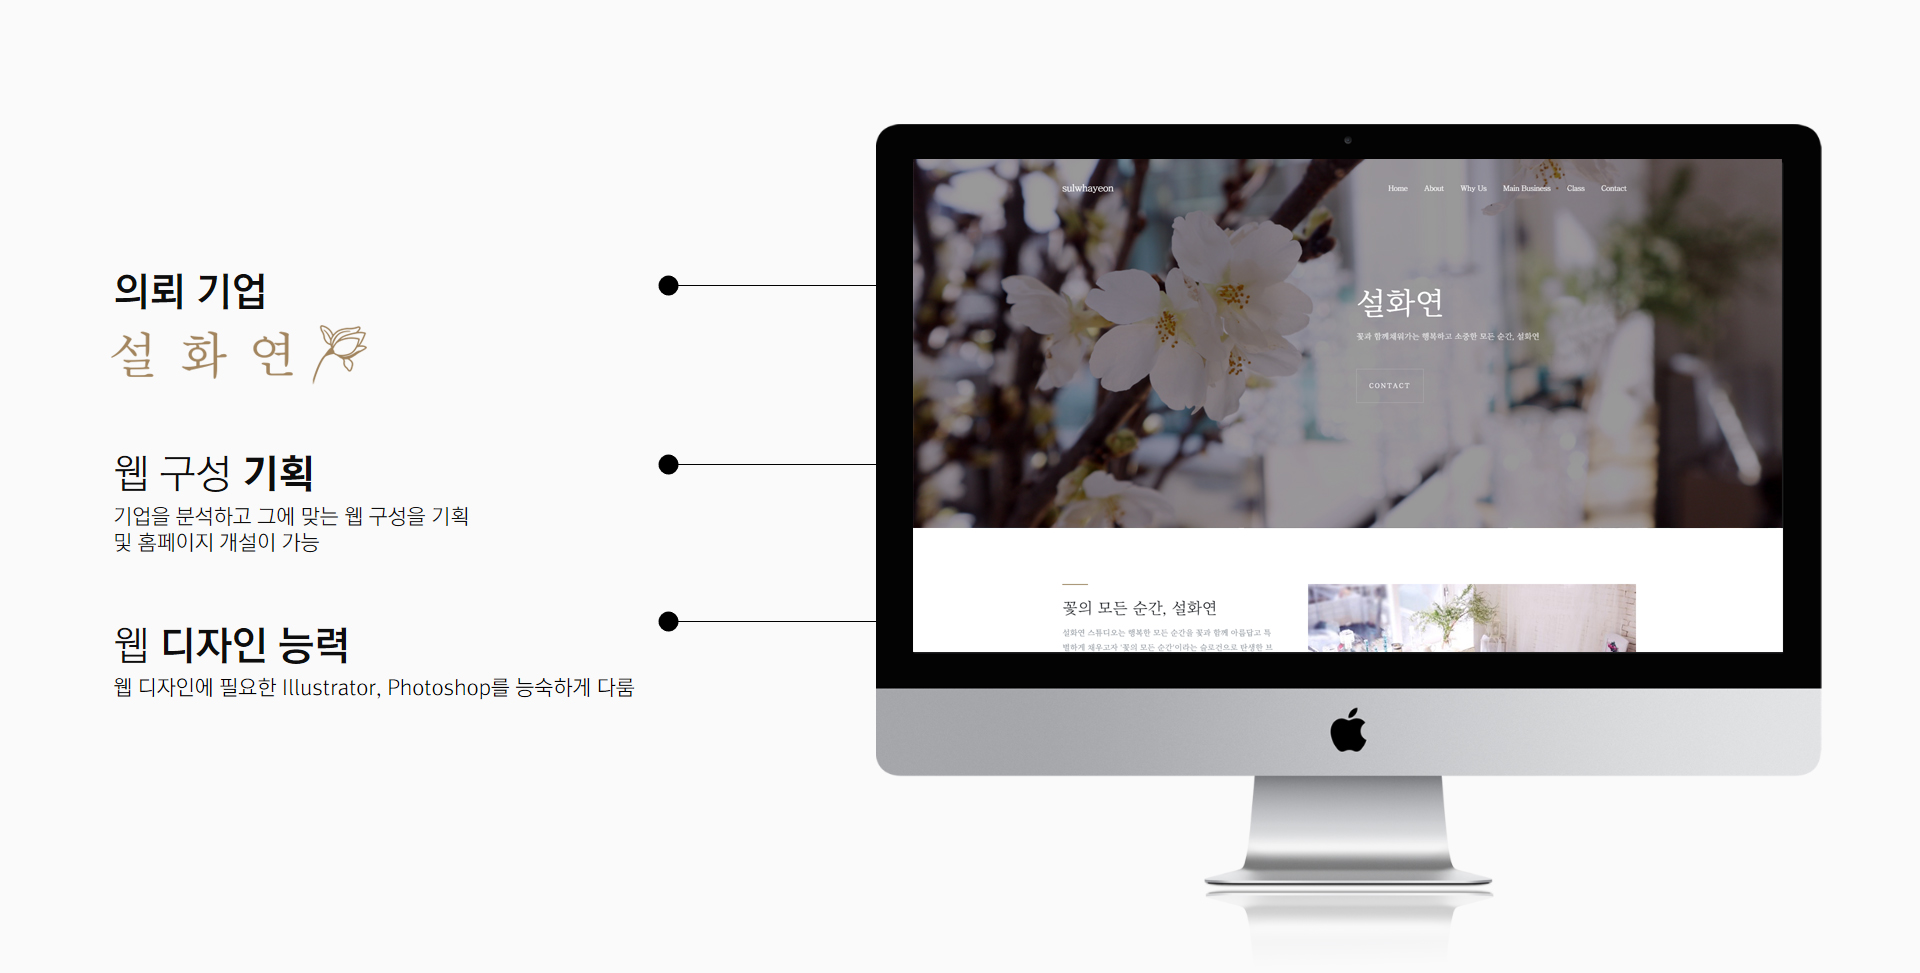 의뢰 기업
설 화 연
웹 구성 기획
기업을 분석하고 그에 맞는 웹 구성을 기획
및 홈페이지 개설이 가능
웹 디자인 능력
웹 디자인에 필요한 Illustrator, Photoshop를 능숙하게 다룸
sulwhayeon
Home About Why Us Main Business Class Contact
설화연
꽃과 함께채워가는 행복하고 소중한 모든 순간, 설화연
CONTACT
꽃의 모든 순간, 설화연
설화연 스튜디오는 행복한 모든 순간을 꽃과 함께 아름답고 특
별하게 채우고자 '꽃의 모든 순간'이라는 슬로건으로 탄생한 브